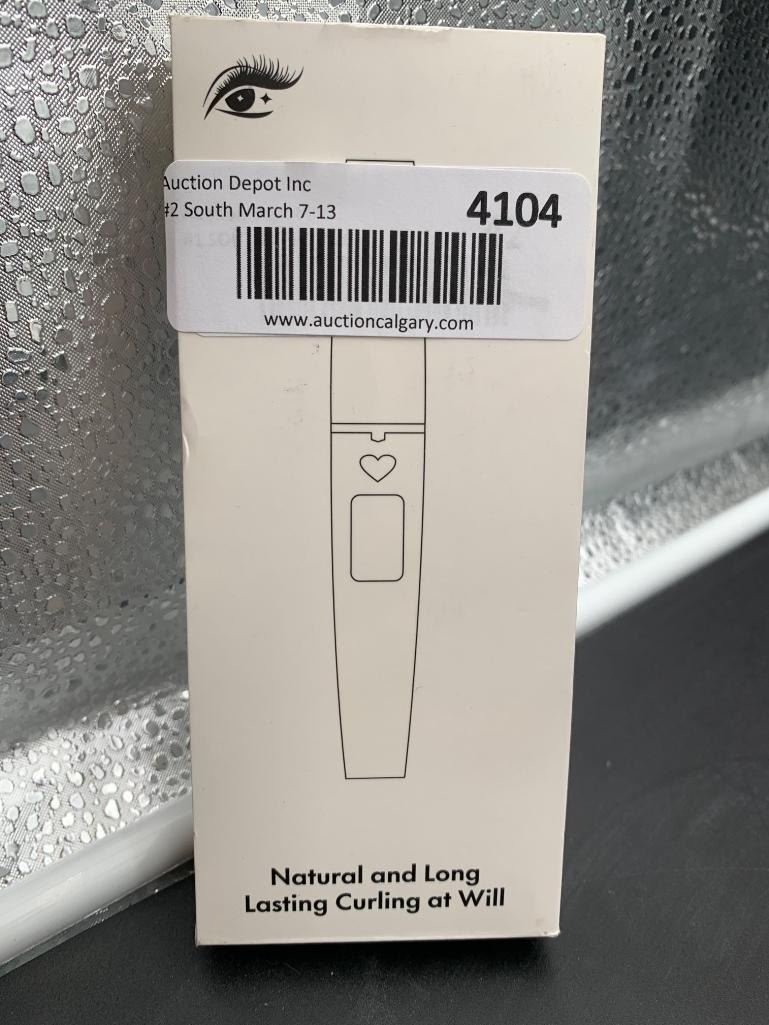 Auction Depot Inc
#2 South March 7-13
4104
www.auctioncalgary.com
Natural and Long
Lasting Curling at Will